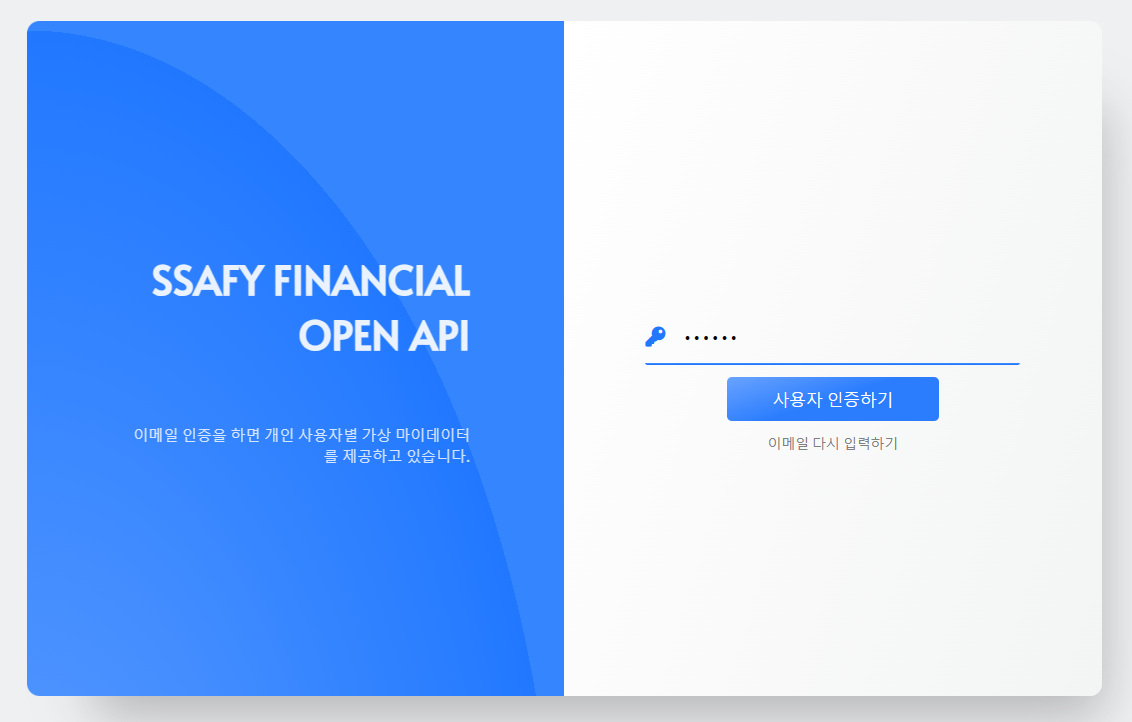 SSAFY FINANCIAL
OPEN API
이메일 인증을 하면 개인 사용자별 가상 마이데이터
를 제공하고 있습니다.
••••••
사용자 인증하기
이메일 다시 입력하기